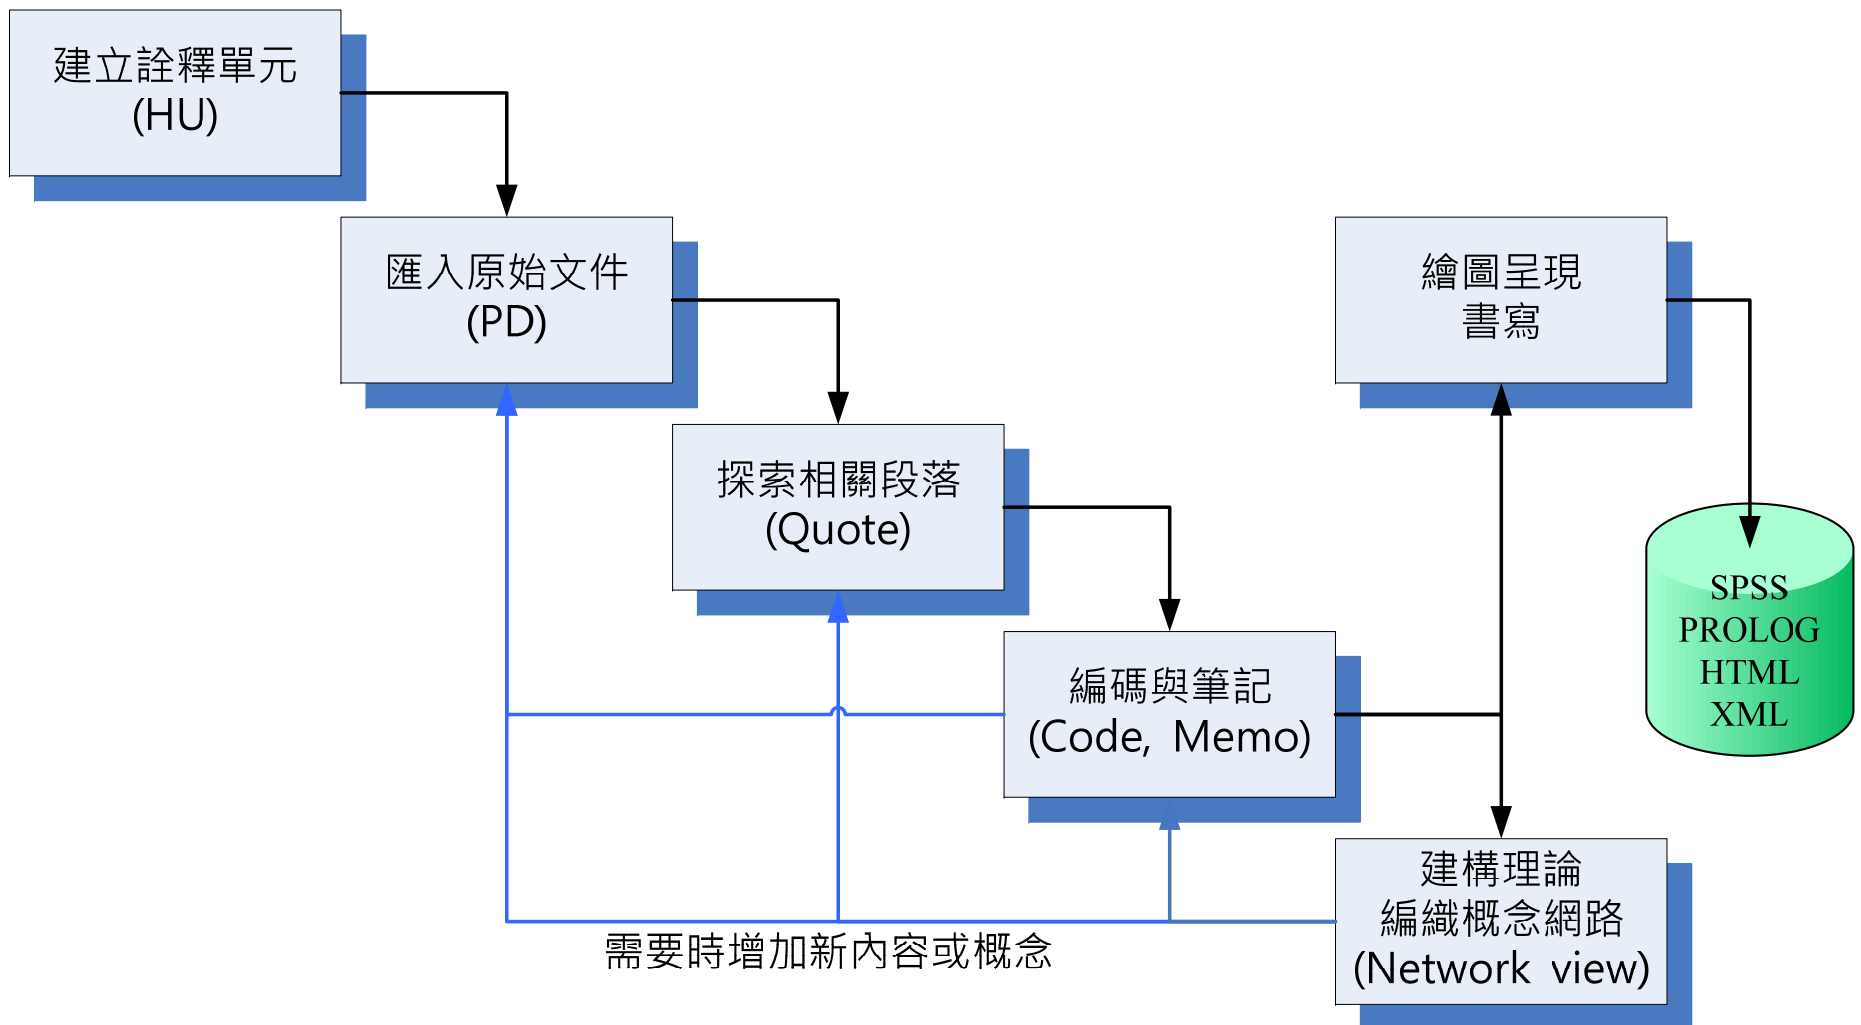 建立詮釋單元
(HU)
匯入原始文件
(PD)
探索相關段落
(Quote)
編碼與筆記
(Code, Memo)
繪圖呈現
書寫
SPSS
PROLOG
HTML
XML
建構理論
編織概念網路
(Network view)
需要時增加新內容或概念